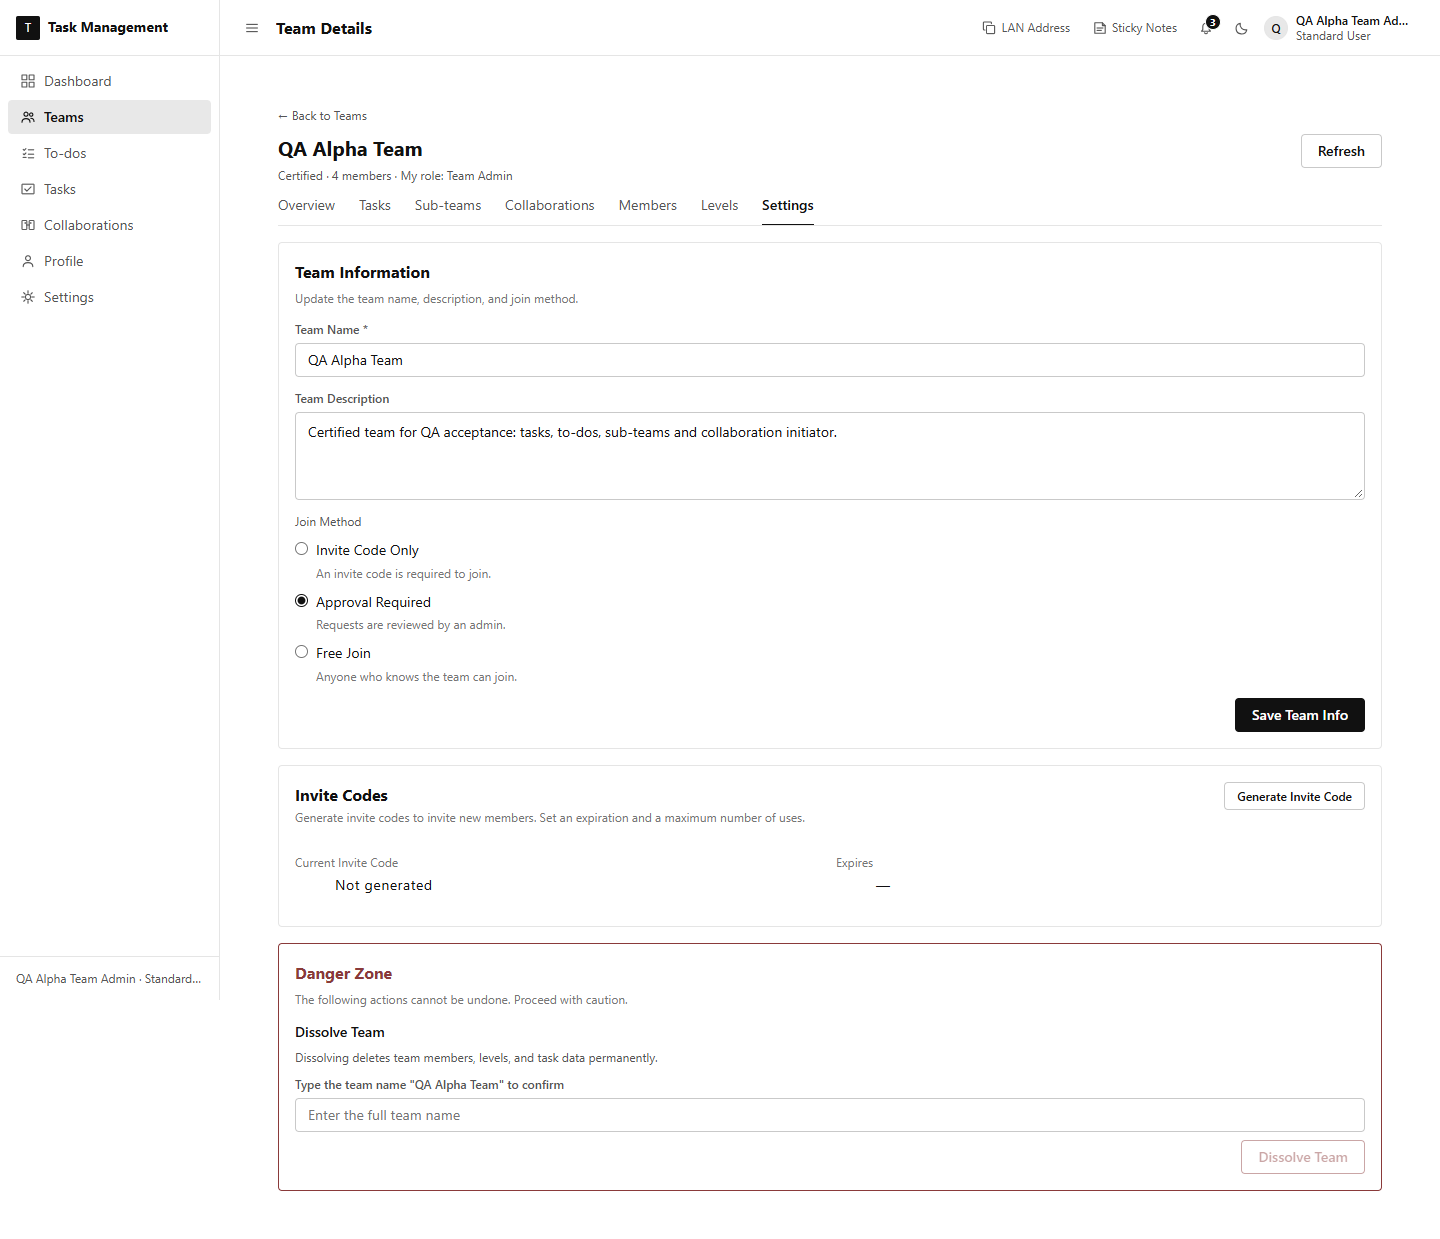 T
Task Management
Team Details
LAN Address
Sticky Notes
3
Q
QA Alpha Team Ad...
Standard User
Dashboard
Teams
To-dos
Tasks
Collaborations
Profile
Settings
QA Alpha Team Admin · Standard...
← Back to Teams
QA Alpha Team
Certified · 4 members · My role: Team Admin
Refresh
Overview
Tasks
Sub-teams
Collaborations
Members
Levels
Settings
Team Information
Update the team name, description, and join method.
Team Name *
QA Alpha Team
Team Description
Certified team for QA acceptance: tasks, to-dos, sub-teams and collaboration initiator.
Join Method
Invite Code Only
An invite code is required to join.
Approval Required
Requests are reviewed by an admin.
Free Join
Anyone who knows the team can join.
Save Team Info
Invite Codes
Generate Invite Code
Generate invite codes to invite new members. Set an expiration and a maximum number of uses.
Current Invite Code
Not generated
Expires
—
Danger Zone
The following actions cannot be undone. Proceed with caution.
Dissolve Team
Dissolving deletes team members, levels, and task data permanently.
Type the team name "QA Alpha Team" to confirm
Enter the full team name
Dissolve Team